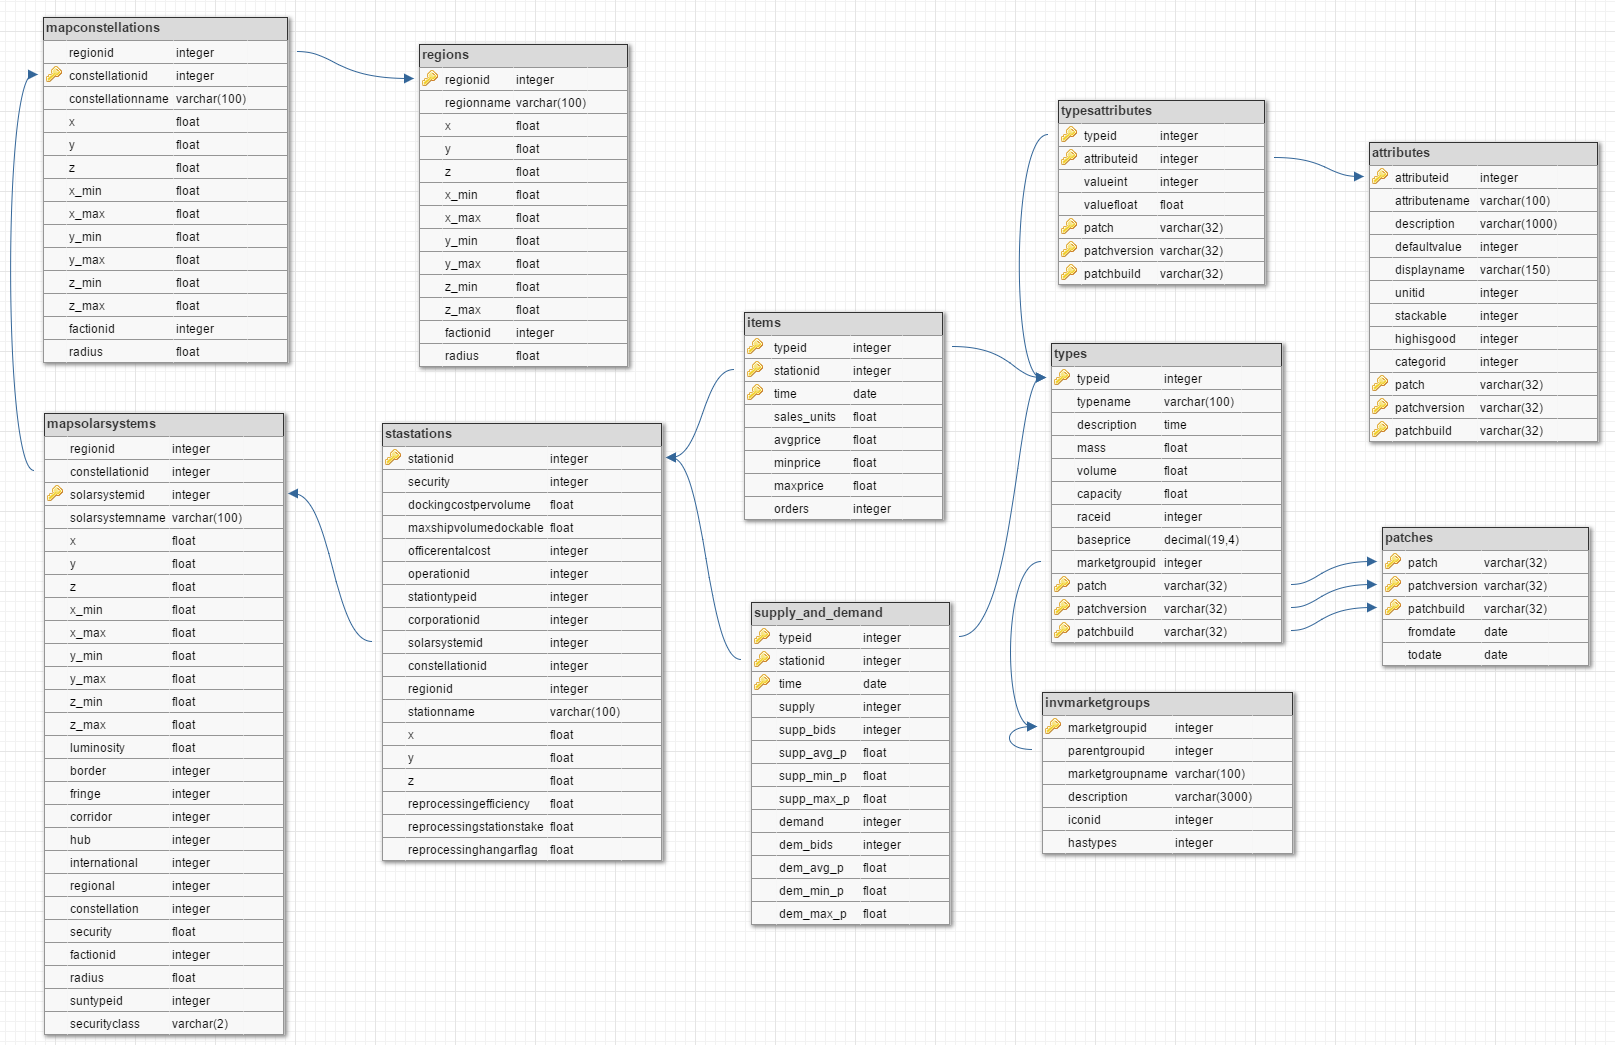 mapconstellations
regionid integer
constellationid integer
constellationname varchar(100)
x float
y float
z float
x_min float
x_max float
y_min float
y_max float
z_min float
z_max float
factionid integer
radius float
regions
regionid integer
regionname varchar(100)
x float
y float
z float
x_min float
x_max float
y_min float
y_max float
z_min float
z_max float
factionid integer
radius float
typesattributes
typeid integer
attributeid integer
valueint integer
valuefloat float
patch varchar(32)
patchversion varchar(32)
patchbuild varchar(32)
attributes
attributeid integer
attributename varchar(100)
description varchar(1000)
defaultvalue integer
displayname varchar(150)
unitid integer
stackable integer
highisgood integer
categorid integer
patch varchar(32)
patchversion varchar(32)
patchbuild varchar(32)
items
typeid integer
stationid integer
time date
sales_units float
avgprice float
minprice float
maxprice float
orders integer
types
typeid integer
typename varchar(100)
description time
mass float
volume float
capacity float
raceid integer
baseprice decimal(19,4)
marketgroupid integer
patch varchar(32)
patchversion varchar(32)
patchbuild varchar(32)
mapsolarsystems
regionid integer
constellationid integer
solarsystemid integer
solarsystemname varchar(100)
x float
y float
z float
x_min float
x_max float
y_min float
y_max float
z_min float
z_max float
luminosity float
border integer
fringe integer
corridor integer
hub integer
international integer
regional integer
constellation integer
security float
factionid integer
radius float
suntypeid integer
securityclass varchar(2)
stastations
stationid integer
security integer
dockingcostpervolume float
maxshipvolumedockable float
officerentalcost integer
operationid integer
stationtypeid integer
corporationid integer
solarsystemid integer
constellationid integer
regionid integer
stationname varchar(100)
x float
y float
z float
reprocessingefficiency float
reprocessingstationstake float
reprocessinghangarflag float
patches
patch varchar(32)
patchversion varchar(32)
patchbuild varchar(32)
fromdate date
todate date
supply_and_demand
typeid integer
stationid integer
time date
supply integer
supp_bids integer
supp_avg_p float
supp_min_p float
supp_max_p float
demand integer
dem_bids integer
dem_avg_p float
dem_min_p float
dem_max_p float
invmarketgroups
marketgroupid integer
parentgroupid integer
marketgroupname varchar(100)
description varchar(3000)
iconid integer
hastypes integer